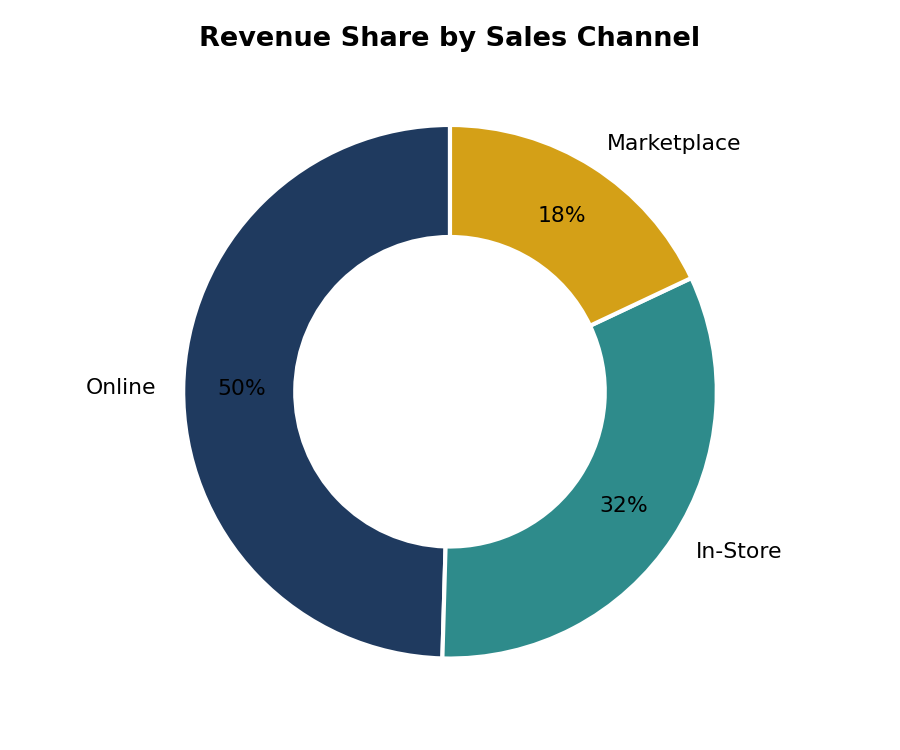 Revenue Share by Sales Channel
Marketplace
18%
Online
50%
32%
In-Store